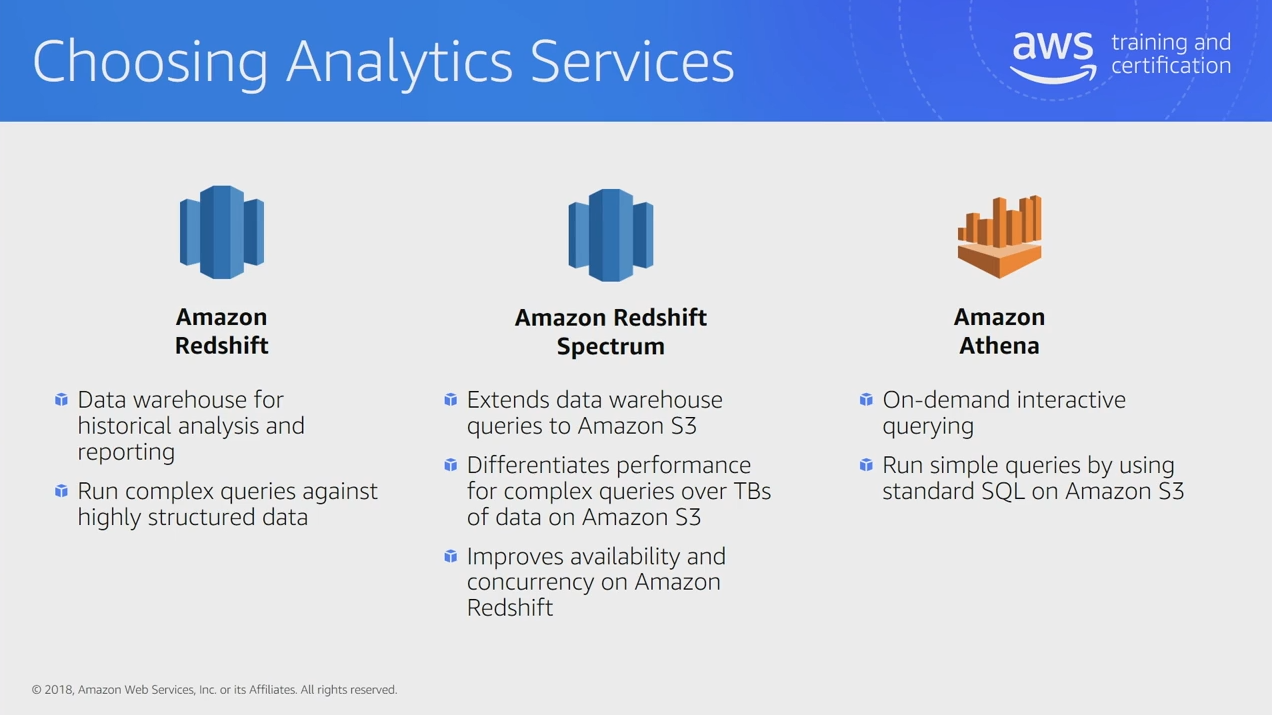 Choosing Analytics Services
aws
training and
certification
Amazon
Redshift
Data warehouse for
historical analysis and
reporting
Run complex queries against
highly structured data
Amazon Redshift
Spectrum
Extends data warehouse
queries to Amazon S3
Differentiates performance
for complex queries over TBs
of data on Amazon S3
Improves availability and
concurrency on Amazon
Redshift
Amazon
Athena
On-demand interactive
querying
Run simple queries by using
standard SQL on Amazon S3
© 2018, Amazon Web Services, Inc. or its Affiliates. All rights reserved.